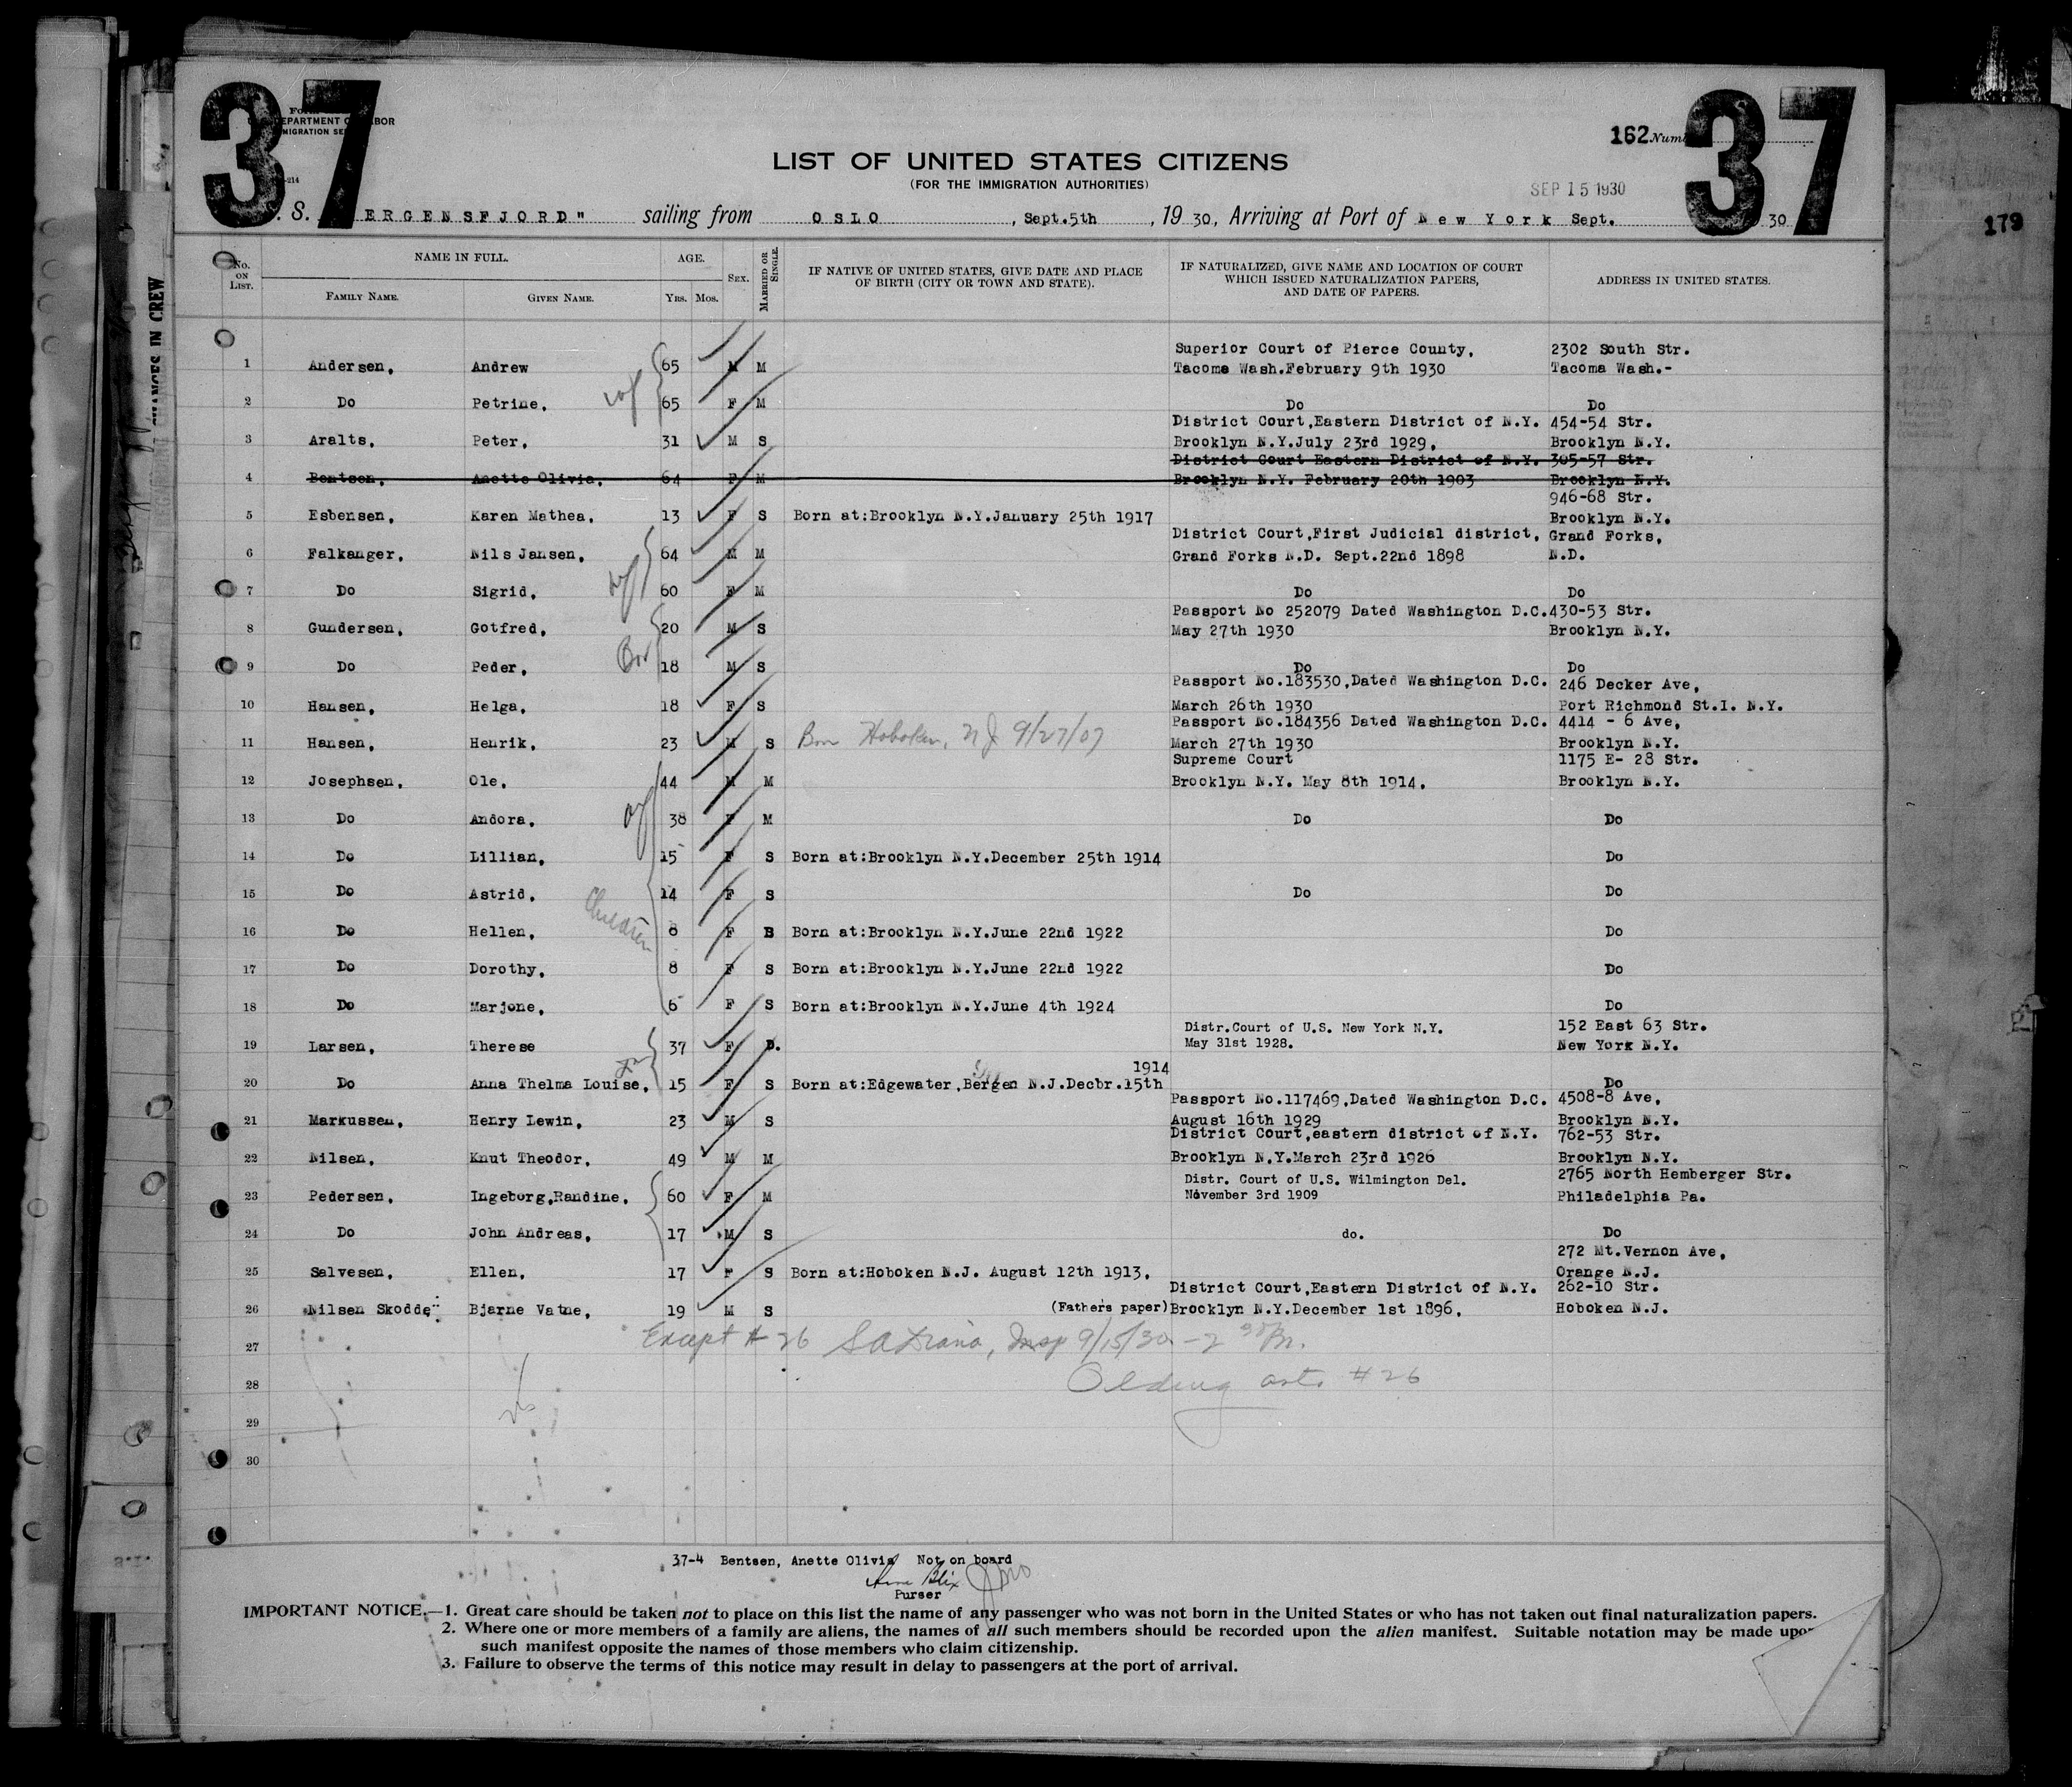 37
37
162 Num
LIST OF UNITED STATES CITIZENS
(FOR THE IMMIGRATION AUTHORITIES)
SEP 15 1930
S. ERGENSFJORD" sailing from OSLO, Sept.5th, 19 30, Arriving at Port of New York Sept. 30
179
CHANGES IN CREW
No. ON LIST. NAME IN FULL. AGE. SEX. MARRIED OR SINGLE. IF NATIVE OF UNITED STATES, GIVE DATE AND PLACE OF BIRTH (CITY OR TOWN AND STATE). IF NATURALIZED, GIVE NAME AND LOCATION OF COURT WHICH ISSUED NATURALIZATION PAPERS, AND DATE OF PAPERS. ADDRESS IN UNITED STATES.
FAMILY NAME. GIVEN NAME. YRS. MOS.
Superior Court of Pierce County, 2302 South Str.
1 Andersen, Andrew 65 M M Tacoma Wash.February 9th 1930 Tacoma Wash.-
2 Do Petrine, 65 F M Do Do
District Court,Eastern District of N.Y. 454-54 Str.
3 Aralts, Peter, 31 M S Brooklyn N.Y.July 23rd 1929, Brooklyn N.Y.
District Court Eastern District of N.Y. 305-57 Str.
4 Bentsen, Anette Olivia, 64 F M Brooklyn N.Y. February 20th 1903 Brooklyn N.Y.
946-68 Str.
5 Esbensen, Karen Mathea, 13 F S Born at:Brooklyn N.Y.January 25th 1917 Brooklyn N.Y.
District Court,First Judicial district, Grand Forks,
6 Falkanger, Nils Jansen, 64 M M Grand Forks N.D. Sept.22nd 1898 N.D.
7 Do Sigrid, 60 F M Do Do
Passport No 252079 Dated Washington D.C. 430-53 Str.
8 Gundersen, Gotfred, 20 M S May 27th 1930 Brooklyn N.Y.
9 Do Peder, 18 M S Do Do
Passport No.183530,Dated Washington D.C. 246 Decker Ave,
10 Hansen, Helga, 18 F S March 26th 1930 Port Richmond St.I. N.Y.
Passport No.184356 Dated Washington D.C. 4414 - 6 Ave,
11 Hansen, Henrik, 23 M S Born Hoboken, NJ 9/27/07 March 27th 1930 Brooklyn N.Y.
Supreme Court 1175 E- 28 Str.
12 Josephsen, Ole, 44 M M Brooklyn N.Y. May 8th 1914, Brooklyn N.Y.
13 Do Andora, 38 F M Do Do
14 Do Lillian, 15 F S Born at:Brooklyn N.Y.December 25th 1914 Do
15 Do Astrid, 14 F S Do Do
Children
16 Do Hellen, 8 F S Born at:Brooklyn N.Y.June 22nd 1922 Do
17 Do Dorothy, 8 F S Born at:Brooklyn N.Y.June 22nd 1922 Do
18 Do Marjone, 6 F S Born at:Brooklyn N.Y.June 4th 1924 Do
Distr.Court of U.S. New York N.Y. 152 East 63 Str.
19 Larsen, Therese 37 F D. May 31st 1928. New York N.Y.
1914
20 Do Anna Thelma Louise, 15 F S Born at:Edgewater,Bergen N.J.Decbr.15th Do
Passport No.117469,Dated Washington D.C. 4508-8 Ave,
21 Markussen, Henry Lewin, 23 M S August 16th 1929 Brooklyn N.Y.
District Court,eastern district of N.Y. 762-53 Str.
22 Nilsen, Knut Theodor, 49 M M Brooklyn N.Y.March 23rd 1926 Brooklyn N.Y.
Distr. Court of U.S. Wilmington Del. 2765 North Hemberger Str.
23 Pedersen, Ingeborg,Randine, 60 F M November 3rd 1909 Philadelphia Pa.
24 Do John Andreas, 17 M S do. Do
272 Mt.Vernon Ave,
25 Selvesen, Ellen, 17 F S Born at:Hoboken N.J. August 12th 1913, Orange N.J.
District Court,Eastern District of N.Y. 262-10 Str.
26 Nilsen Skodde, Bjarne Vatne, 19 M S (Fathers paper) Brooklyn N.Y.December 1st 1896, Hoboken N.J.
27 Except # 26 Insp 9/15/30 - 2
28 # 26
29
30
37-4 Bentsen, Anette Olivia Not on board
Purser
IMPORTANT NOTICE.—1. Great care should be taken not to place on this list the name of any passenger who was not born in the United States or who has not taken out final naturalization papers.
2. Where one or more members of a family are aliens, the names of all such members should be recorded upon the alien manifest. Suitable notation may be made upon
such manifest opposite the names of those members who claim citizenship.
3. Failure to observe the terms of this notice may result in delay to passengers at the port of arrival.